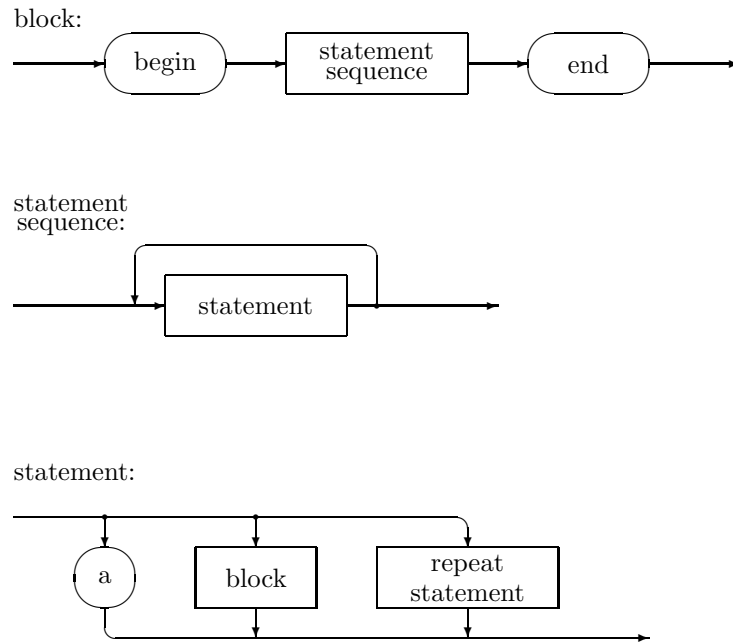 block:
begin
statement
sequence
end
statement
sequence:
statement
statement:
a
block
repeat
statement